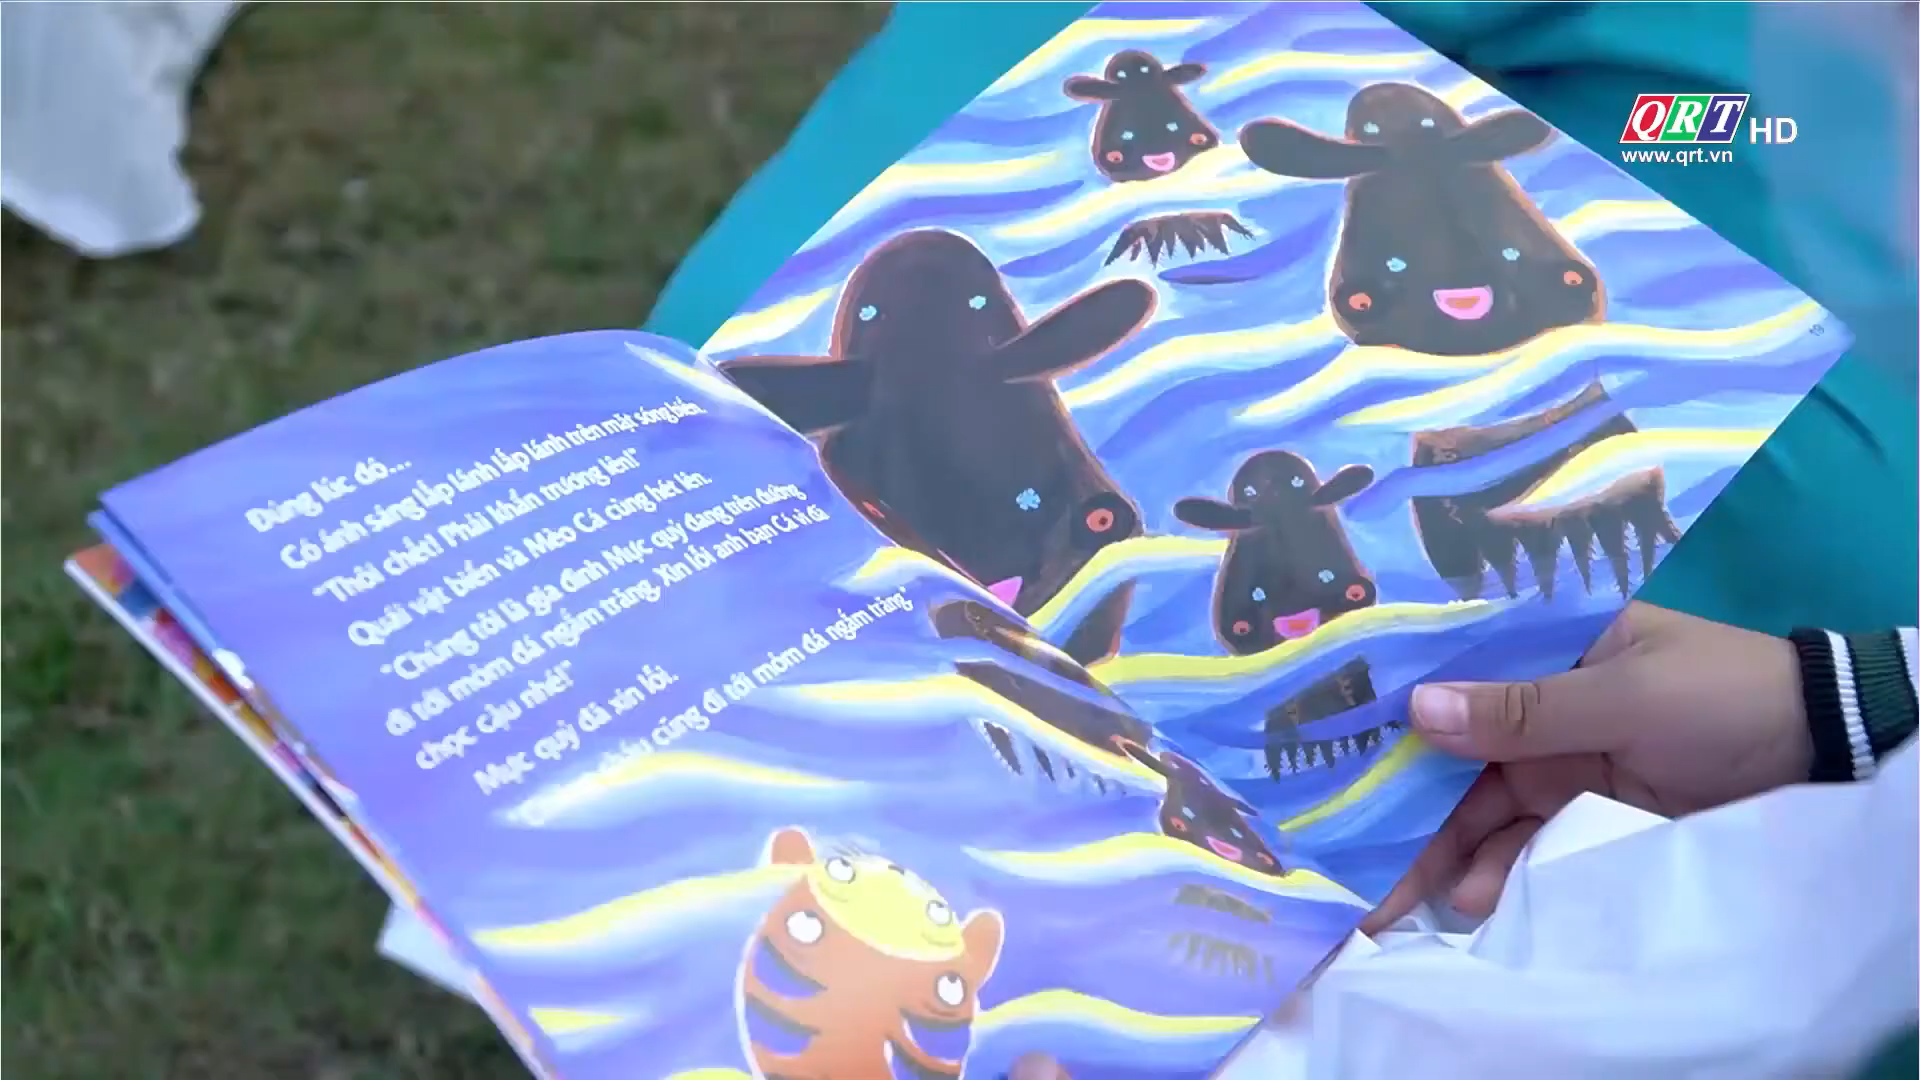 QRT HD
www.qrt.vn
19
Đúng lúc đó...
Có ánh sáng lấp lánh lấp lánh trên mặt sóng biển.
"Thôi chết! Phải khẩn trương lên!"
Quái vật biển và Mèo Cá cùng hét lên.
"Chúng tôi là gia đình Mực quỷ đang trên đường
đi tới mỏm đá ngắm trăng. Xin lỗi anh bạn Cá vì đã
chọc cậu nhé!"
Mực quỷ đã xin lỗi.
cháu cũng đi tới mỏm đá ngắm trăng"